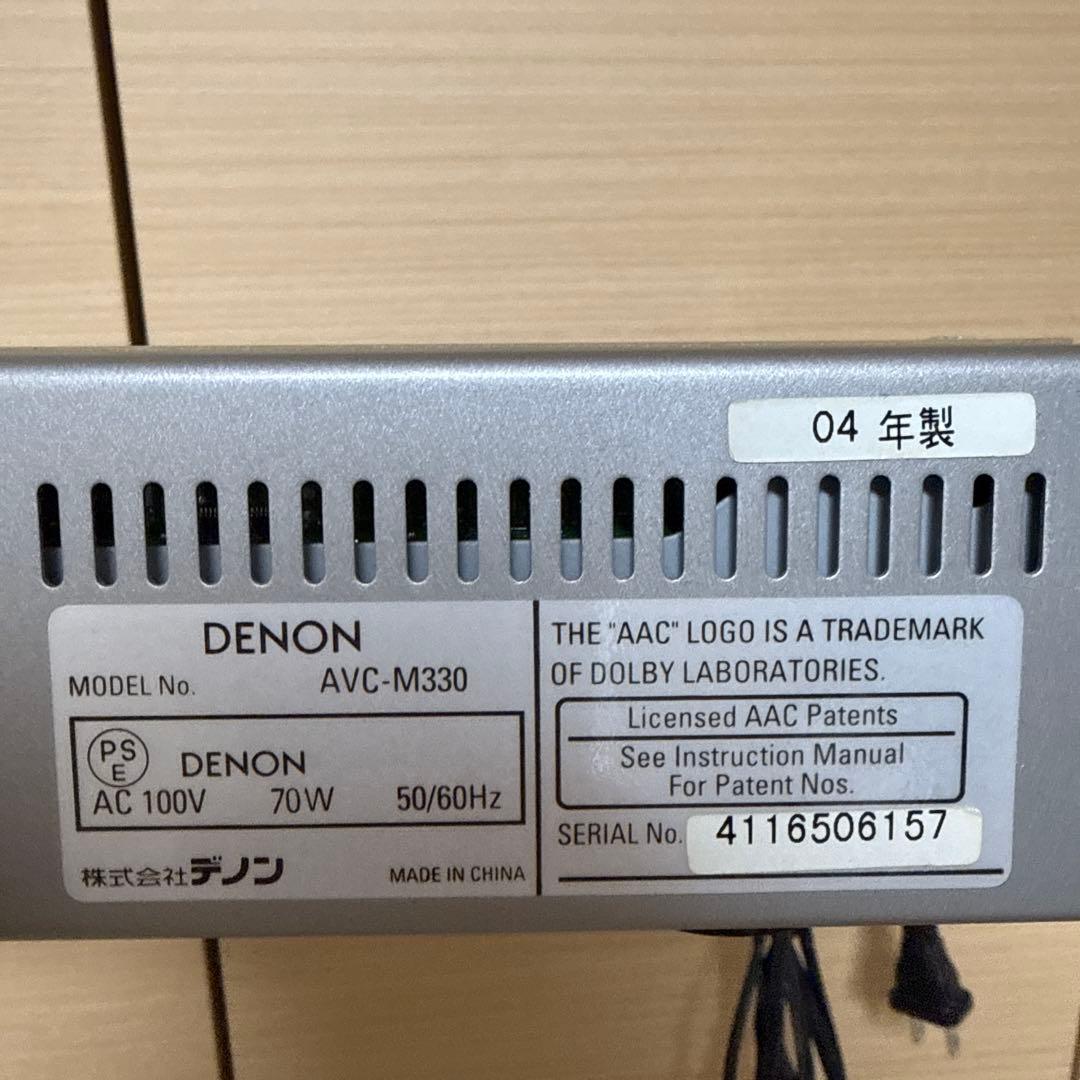 04 年製
DENON
MODEL No. AVC-M330
PS
E
DENON
AC 100V 70W 50/60Hz
株式会社デノン MADE IN CHINA
THE "AAC" LOGO IS A TRADEMARK
OF DOLBY LABORATORIES.
Licensed AAC Patents
See Instruction Manual
For Patent Nos.
SERIAL No. 4116506157